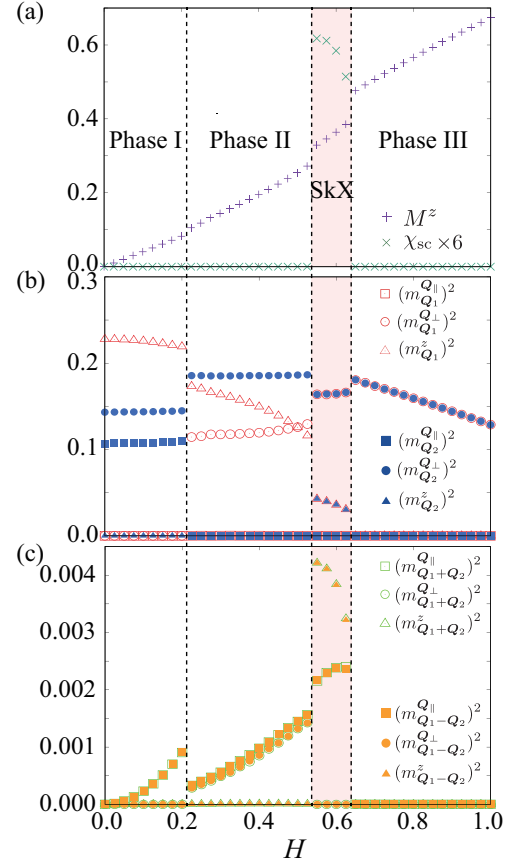 (a)
0.6
0.4
0.2
0.0
Phase I
Phase II
SkX
Phase III
M^z
χ_sc ×6
(b)
0.3
0.2
0.1
0.0
(m_{Q_1}^{Q_∥})^2
(m_{Q_1}^{Q_⊥})^2
(m_{Q_1}^z)^2
(m_{Q_2}^{Q_∥})^2
(m_{Q_2}^{Q_⊥})^2
(m_{Q_2}^z)^2
(c)
0.004
0.003
0.002
0.001
0.000
(m_{Q_1+Q_2}^{Q_∥})^2
(m_{Q_1+Q_2}^{Q_⊥})^2
(m_{Q_1+Q_2}^z)^2
(m_{Q_1−Q_2}^{Q_∥})^2
(m_{Q_1−Q_2}^{Q_⊥})^2
(m_{Q_1−Q_2}^z)^2
0.0 0.2 0.4 0.6 0.8 1.0
H